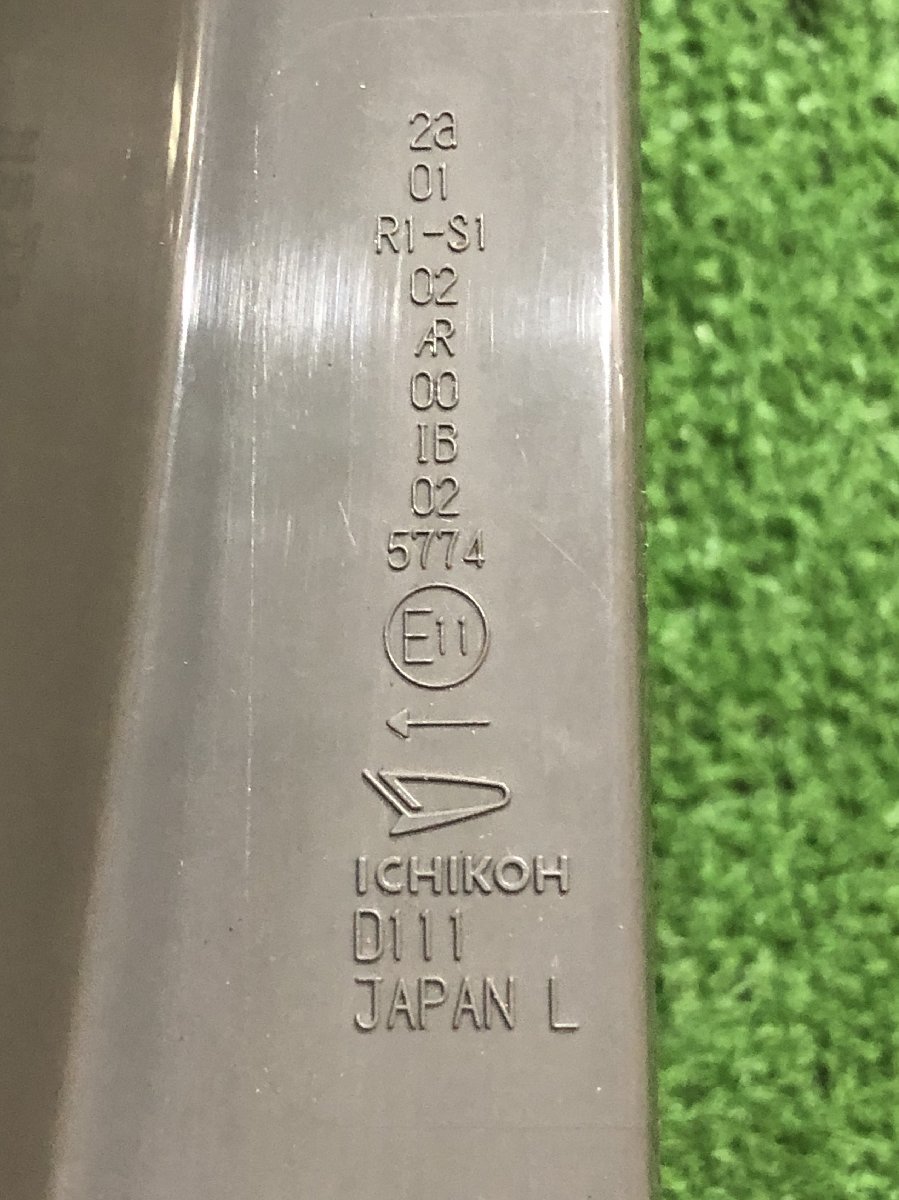 2a
01
R1-S1
02
AR
00
IB
02
5774
E11
ICHIKOH
D111
JAPAN L